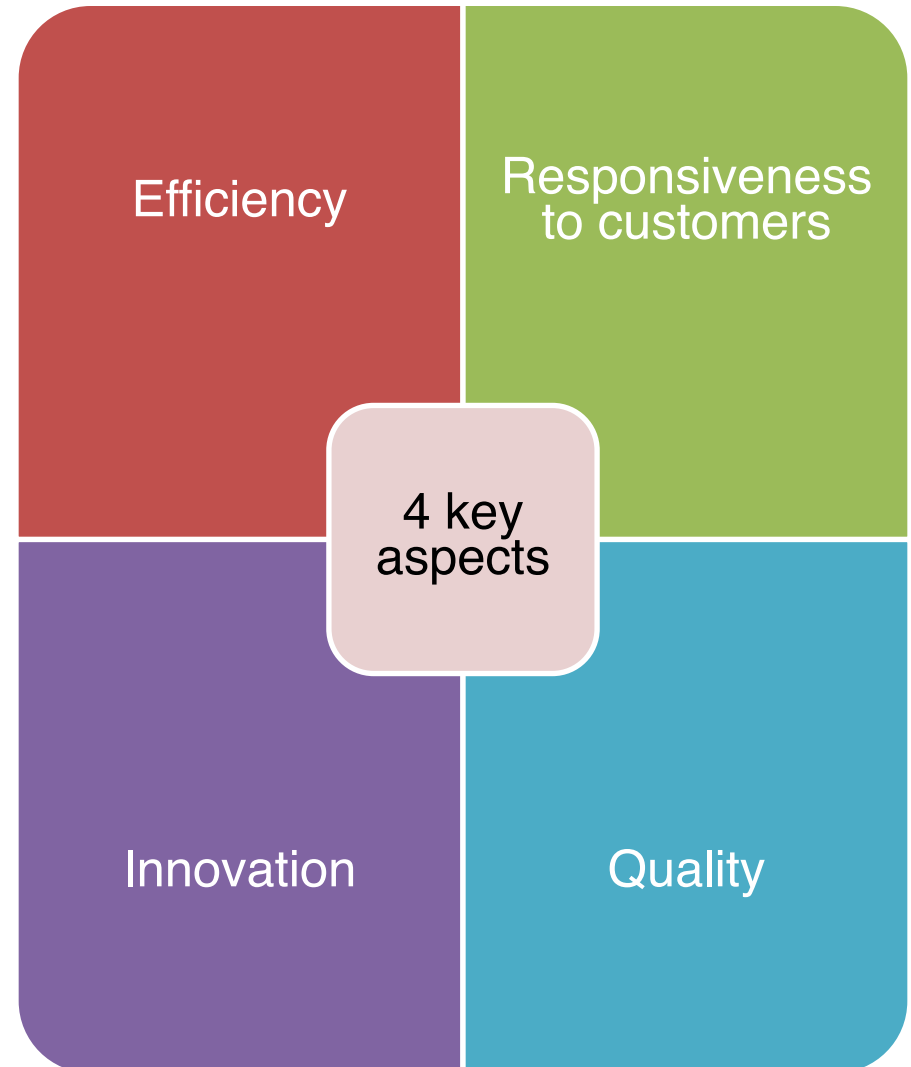 Efficiency
Responsiveness
to customers
4 key
aspects
Innovation
Quality